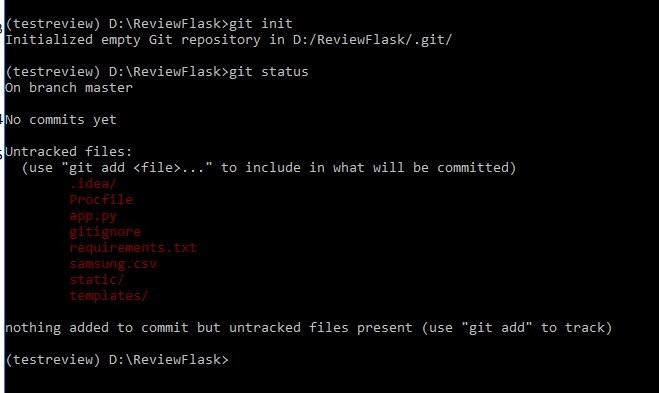 (testreview) D:\ReviewFlask>git init
Initialized empty Git repository in D:/ReviewFlask/.git/
(testreview) D:\ReviewFlask>git status
On branch master
No commits yet
Untracked files:
(use "git add <file>..." to include in what will be committed)
.idea/
Procfile
app.py
gitignore
requirements.txt
samsung.csv
static/
templates/
nothing added to commit but untracked files present (use "git add" to track)
(testreview) D:\ReviewFlask>